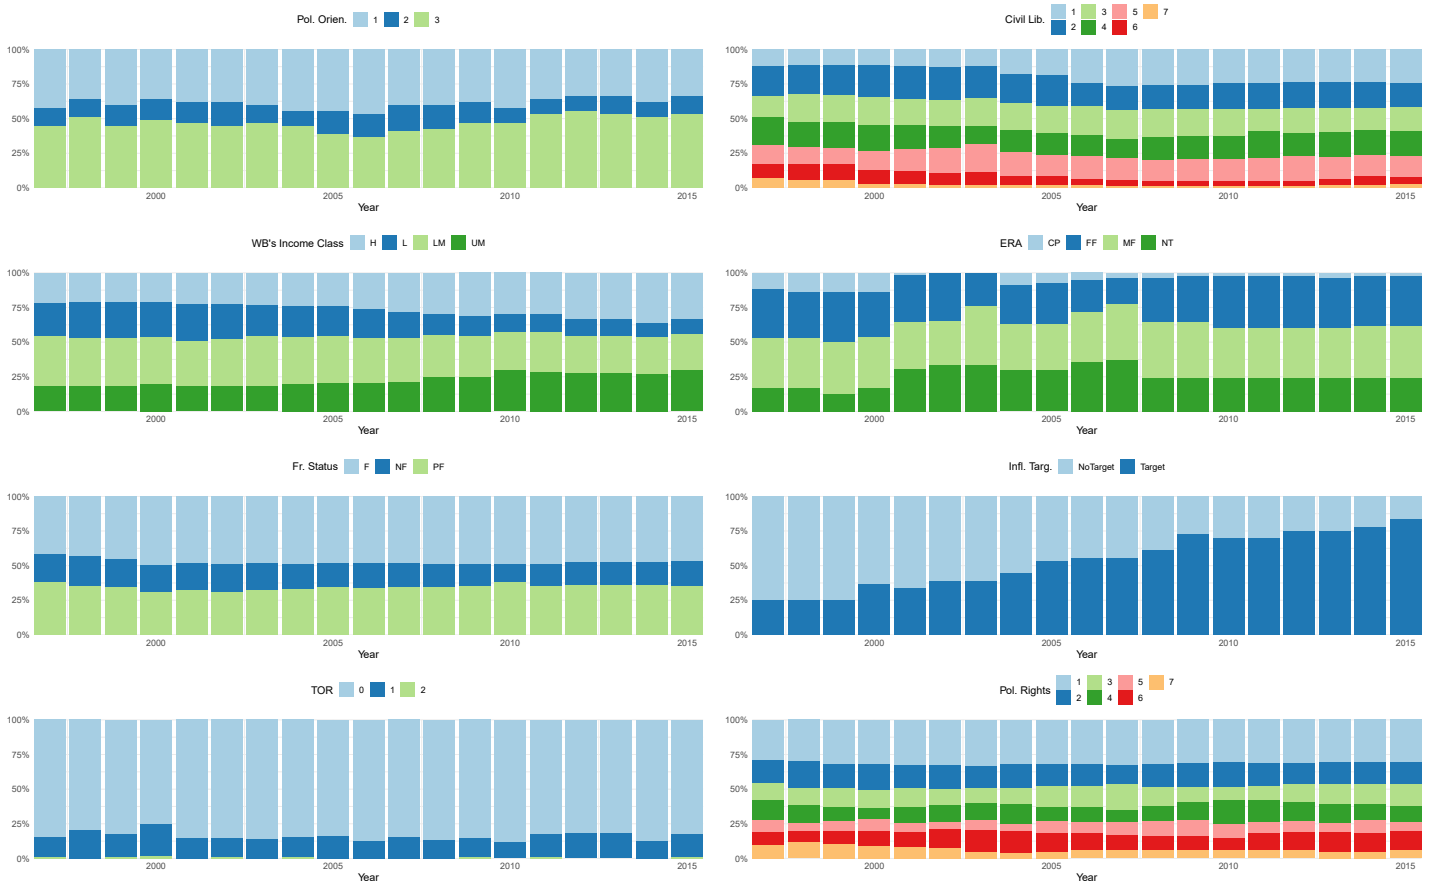 Pol. Orien. 1 2 3
100%
75%
50%
25%
0%
2000 2005 2010 2015
Year
Civil Lib. 1 3 5 7
2 4 6
100%
75%
50%
25%
0%
2000 2005 2010 2015
Year
WB's Income Class H L LM UM
100%
75%
50%
25%
0%
2000 2005 2010 2015
Year
ERA CP FF MF NT
100%
75%
50%
25%
0%
2000 2005 2010 2015
Year
Fr. Status F NF PF
100%
75%
50%
25%
0%
2000 2005 2010 2015
Year
Infl. Targ. NoTarget Target
100%
75%
50%
25%
0%
2000 2005 2010 2015
Year
TOR 0 1 2
100%
75%
50%
25%
0%
2000 2005 2010 2015
Year
Pol. Rights 1 3 5 7
2 4 6
100%
75%
50%
25%
0%
2000 2005 2010 2015
Year